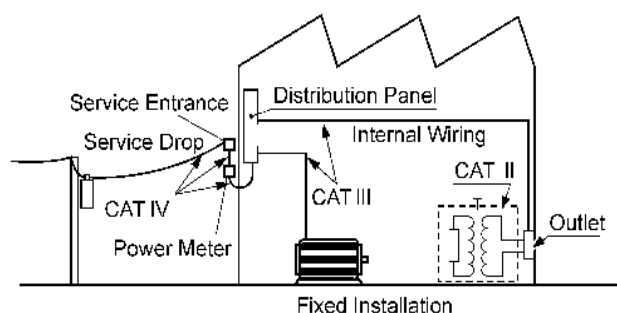 Service Entrance
Distribution Panel
Service Drop
Internal Wiring
CAT II
CAT IV
CAT III
Power Meter
T
Outlet
Fixed Installation